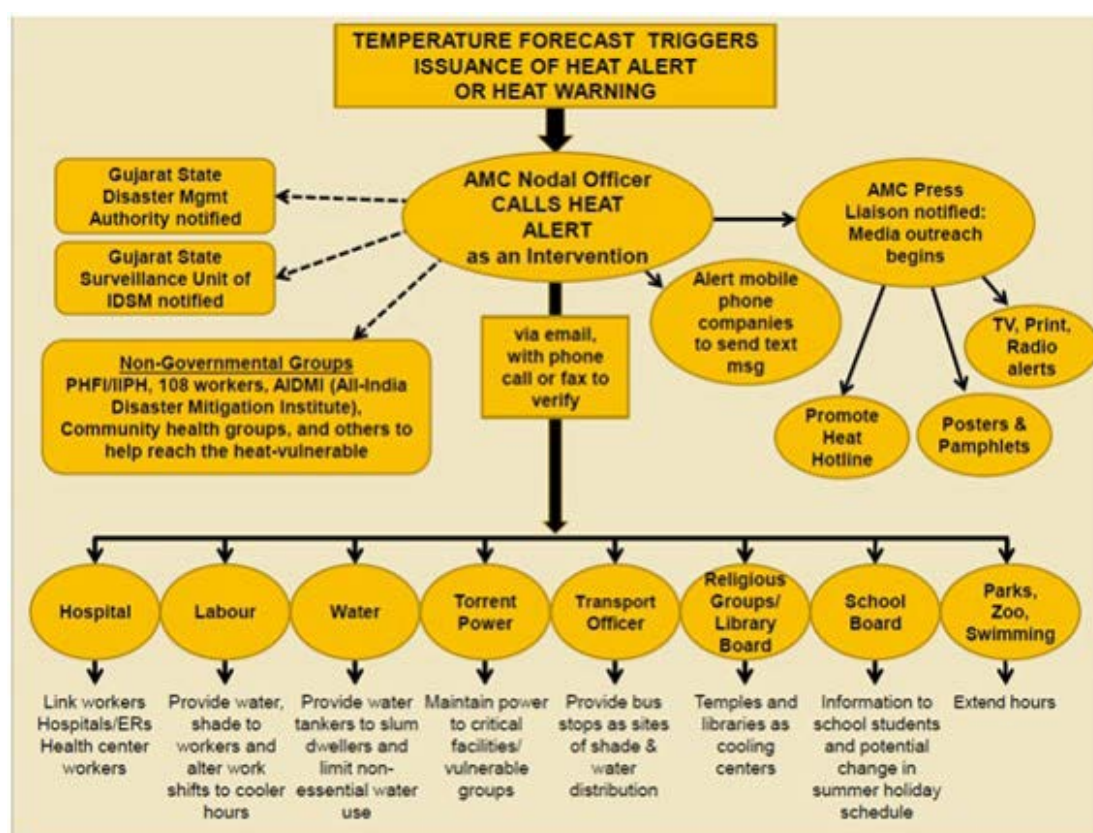 TEMPERATURE FORECAST TRIGGERS
ISSUANCE OF HEAT ALERT
OR HEAT WARNING
Gujarat State
Disaster Mgmt
Authority notified
AMC Nodal Officer
CALLS HEAT
ALERT
as an Intervention
AMC Press
Liaison notified:
Media outreach
begins
Gujarat State
Surveillance Unit of
IDSM notified
Alert mobile
phone
companies
to send text
msg
via email,
with phone
call or fax to
verify
TV, Print,
Radio
alerts
Non-Governmental Groups
PHFI/IIPH, 108 workers, AIDMI (All-India
Disaster Mitigation Institute),
Community health groups, and others to
help reach the heat-vulnerable
Promote
Heat
Hotline
Posters &
Pamphlets
Hospital
Labour
Water
Torrent
Power
Transport
Officer
Religious
Groups/
Library
Board
School
Board
Parks,
Zoo,
Swimming
Link workers
Hospitals/ERs
Health center
workers
Provide water,
shade to
workers and
alter work
shifts to cooler
hours
Provide water
tankers to slum
dwellers and
limit non-
essential water
use
Maintain power
to critical
facilities/
vulnerable
groups
Provide bus
stops as sites
of shade &
water
distribution
Temples and
libraries as
cooling
centers
Information to
school students
and potential
change in
summer holiday
schedule
Extend hours